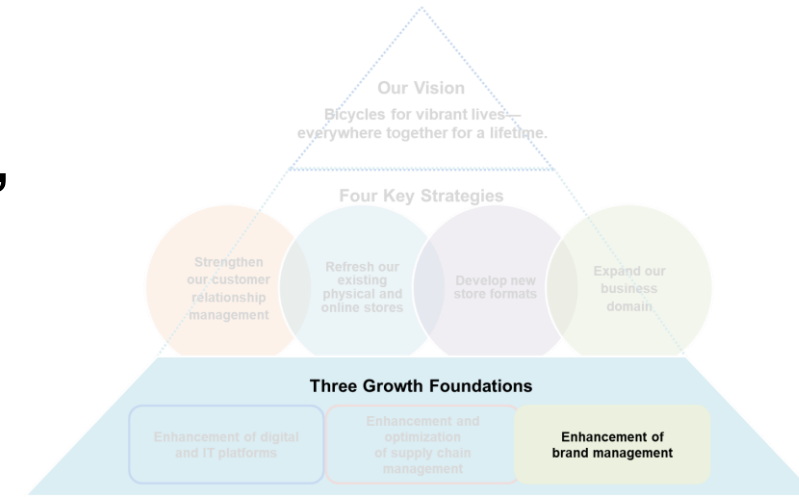 Our Vision
Bicycles for vibrant lives—
everywhere together for a lifetime.
,
Four Key Strategies
Strengthen
our customer
relationship
management
Refresh our
existing
physical and
online stores
Develop new
store formats
Expand our
business
domain
Three Growth Foundations
Enhancement of digital
and IT platforms
Enhancement and
optimization
of supply chain
management
Enhancement of
brand management